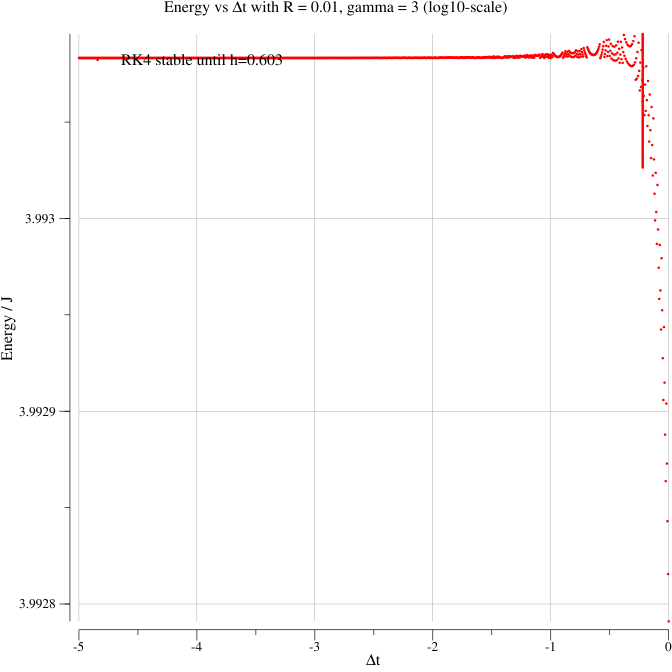 Energy vs Δt with R = 0.01, gamma = 3 (log10-scale)
RK4 stable until h=0.603
3.993
3.9929
3.9928
Energy / J
-5 -4 -3 -2 -1 0
Δt